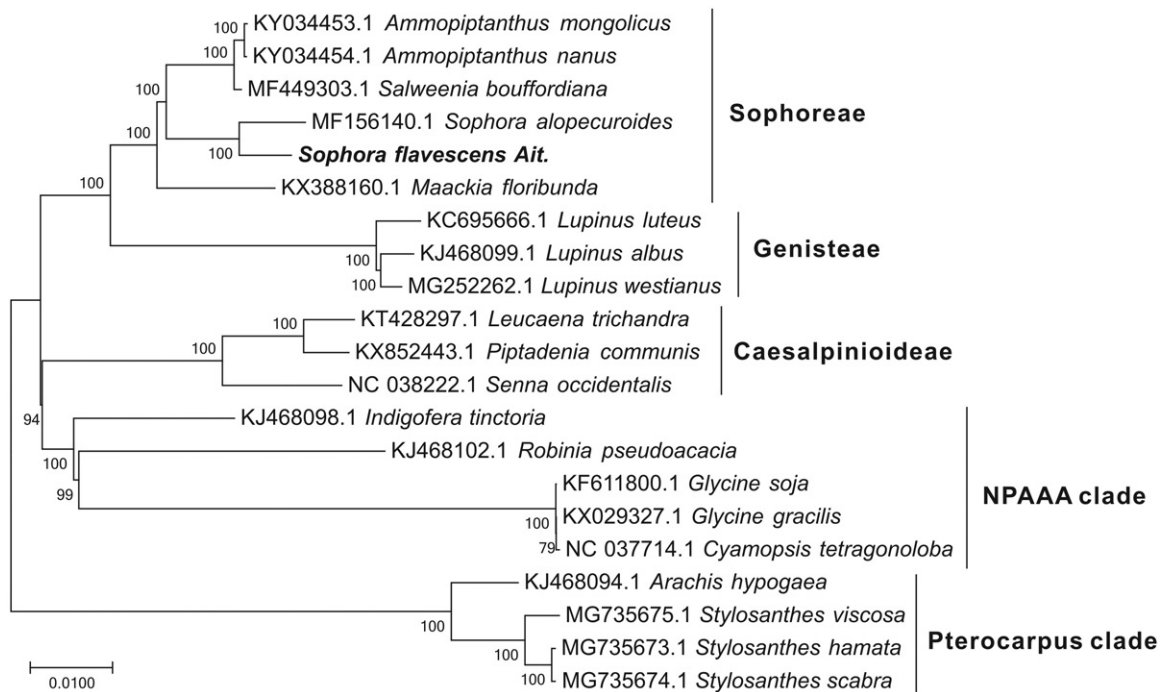 100
KY034453.1 Ammopiptanthus mongolicus
100
KY034454.1 Ammopiptanthus nanus
100
MF449303.1 Salweenia bouffordiana
MF156140.1 Sophora alopecuroides
100
Sophora flavescens Ait.
100
KX388160.1 Maackia floribunda
Sophoreae
100
KC695666.1 Lupinus luteus
KJ468099.1 Lupinus albus
100
MG252262.1 Lupinus westianus
100
Genisteae
KT428297.1 Leucaena trichandra
100
KX852443.1 Piptadenia communis
100
NC 038222.1 Senna occidentalis
Caesalpinioideae
94
KJ468098.1 Indigofera tinctoria
100
KJ468102.1 Robinia pseudoacacia
99
KF611800.1 Glycine soja
KX029327.1 Glycine gracilis
100
79
NC 037714.1 Cyamopsis tetragonoloba
NPAAA clade
KJ468094.1 Arachis hypogaea
100
MG735675.1 Stylosanthes viscosa
100
MG735673.1 Stylosanthes hamata
100
MG735674.1 Stylosanthes scabra
Pterocarpus clade
0.0100